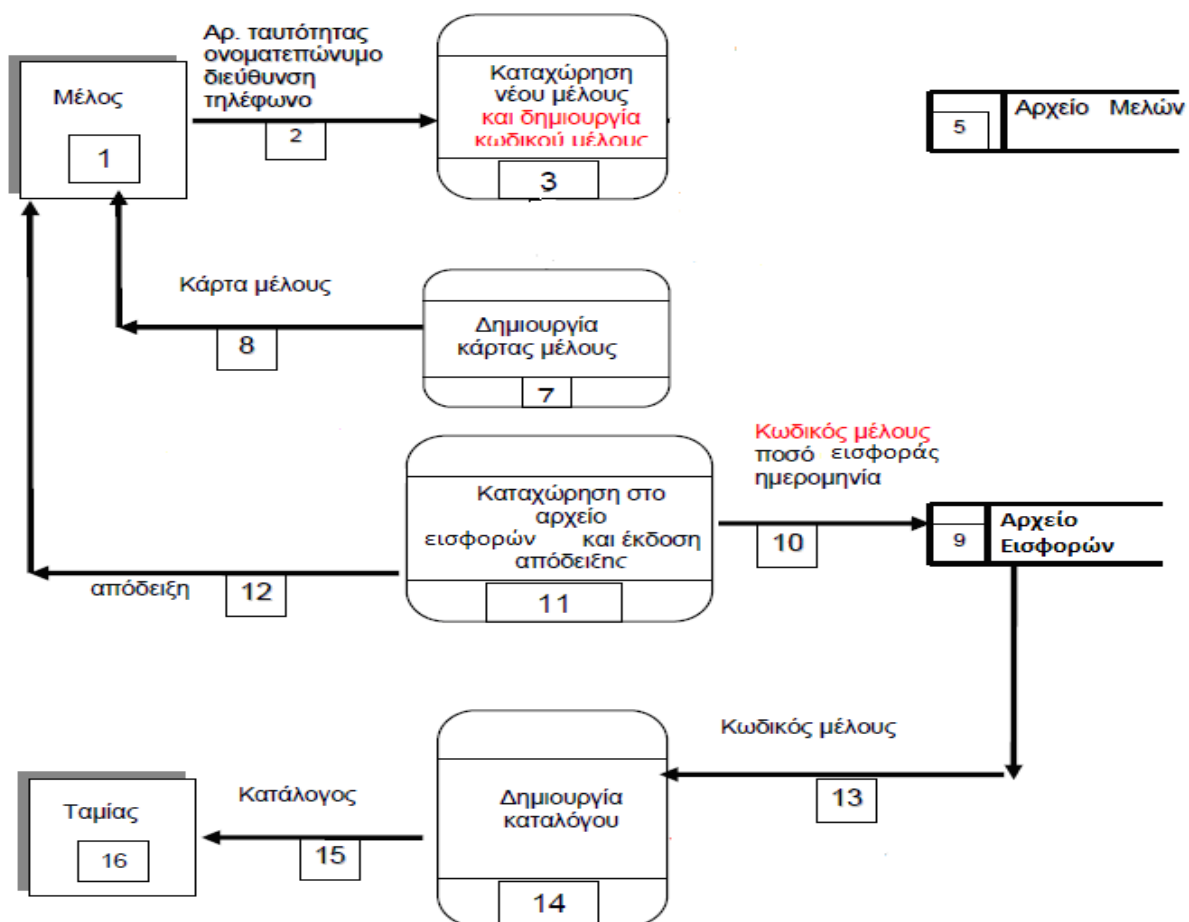 Αρ. ταυτότητας
ονοματεπώνυμο
διεύθυνση
τηλέφωνο
Μέλος
1
2
Καταχώρηση
νέου μέλους
και δημιουργία
κωδικού μέλους
3
5
Αρχείο Μελών
Κάρτα μέλους
8
Δημιουργία
κάρτας μέλους
7
Κωδικός μέλους
ποσό εισφοράς
ημερομηνία
10
Καταχώρηση στο
αρχείο
εισφορών και έκδοση
απόδειξης
11
9
Αρχείο
Εισφορών
απόδειξη
12
Κωδικός μέλους
13
Δημιουργία
καταλόγου
14
Κατάλογος
15
Ταμίας
16